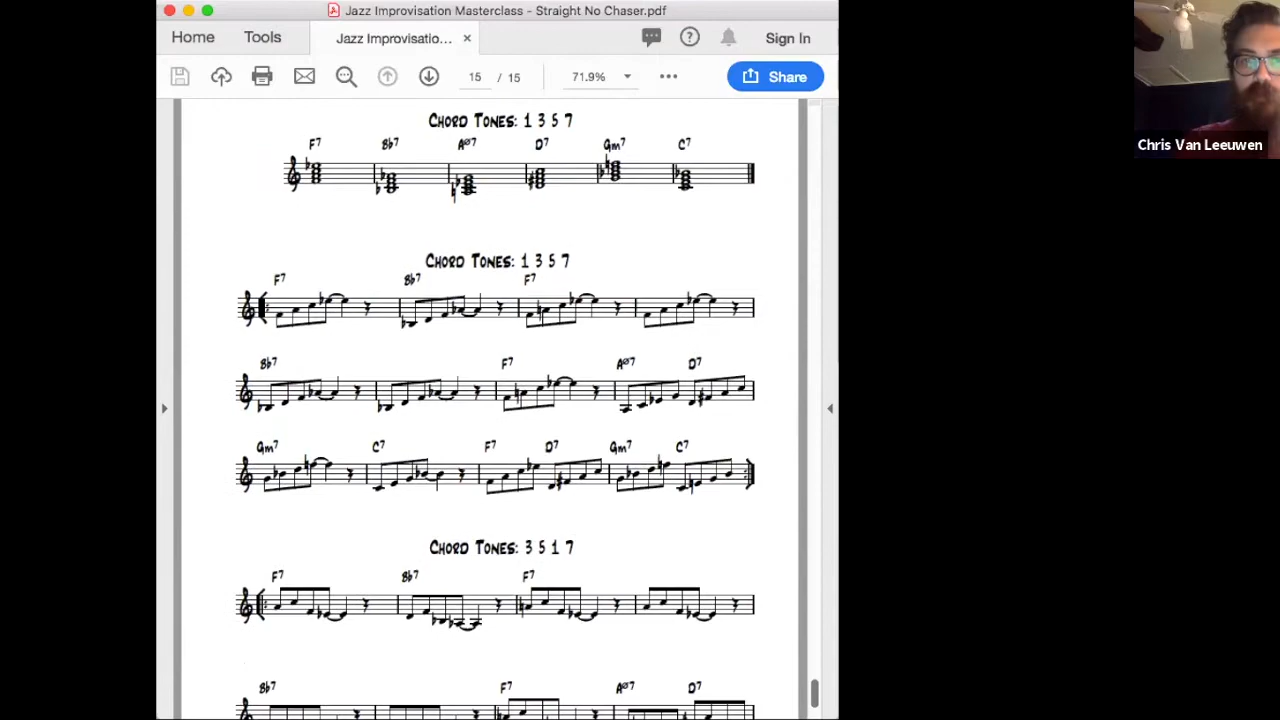 Jazz Improvisation Masterclass - Straight No Chaser.pdf
Home Tools Jazz Improvisatio... × Sign In
15 / 15 71.9% Share
Chris Van Leeuwen
Chord Tones: 1 3 5 7
F7 Bb7 Aø7 D7 Gm7 C7
Chord Tones: 1 3 5 7
F7 Bb7 F7
Bb7 F7 Aø7 D7
Gm7 C7 F7 D7 Gm7 C7
Chord Tones: 3 5 1 7
F7 Bb7 F7
Bb7 F7 Aø7 D7